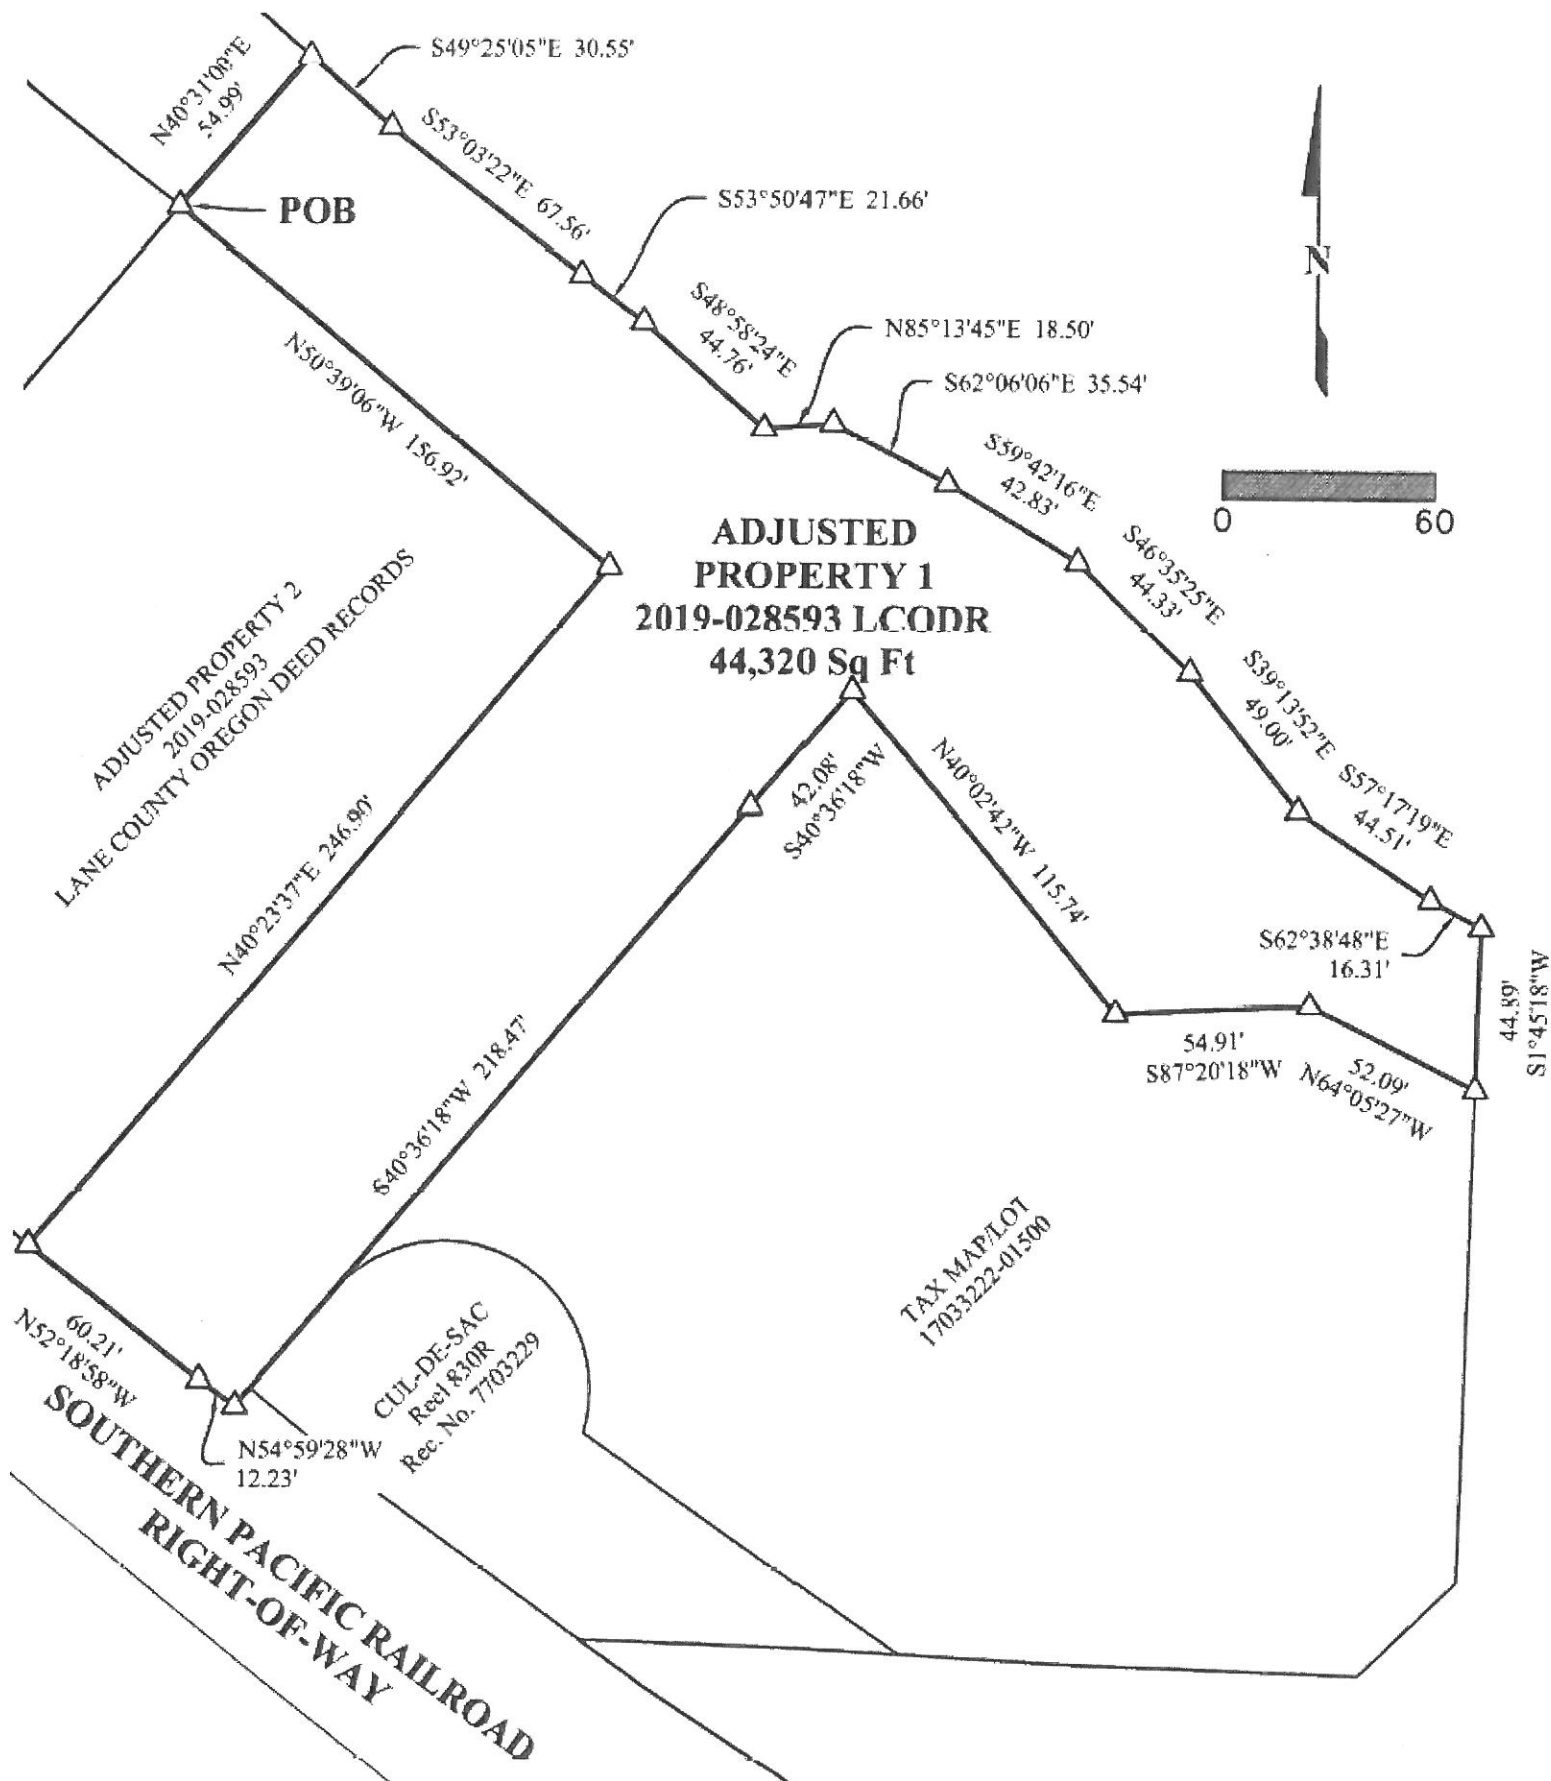 N40°31'00"E
54.99'
S49°25'05"E 30.55'
S53°03'22"E 67.56'
POB
S53°50'47"E 21.66'
S48°58'24"E
44.76'
N85°13'45"E 18.50'
S62°06'06"E 35.54'
N
0 60
S59°42'16"E
42.83'
S46°35'25"E
44.33'
S39°13'52"E
49.00'
S57°17'19"E
44.51'
S62°38'48"E
16.31'
44.89'
S1°45'18"W
N50°39'06"W 156.92'
ADJUSTED
PROPERTY 1
2019-028593 LCODR
44,320 Sq Ft
ADJUSTED PROPERTY 2
2019-028593
LANE COUNTY OREGON DEED RECORDS
N40°23'37"E 246.90'
42.08'
S40°36'18"W
N40°02'42"W 115.74'
54.91'
S87°20'18"W
52.09'
N64°05'27"W
S40°36'18"W 218.47'
TAX MAP/LOT
17033222-01500
CUL-DE-SAC
Reel 830R
Rec. No. 7703229
60.21'
N52°18'58"W
N54°59'28"W
12.23'
SOUTHERN PACIFIC RAILROAD
RIGHT-OF-WAY